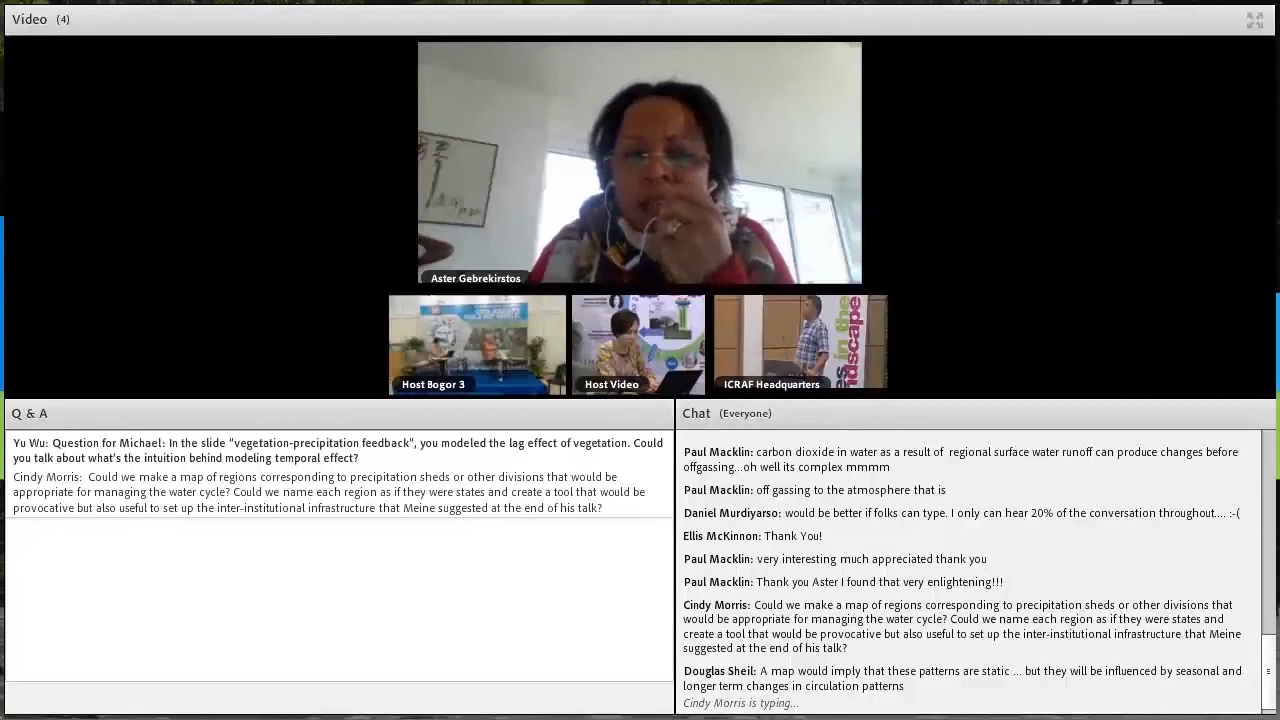 Video (4)
Aster Gebrekirstos
Host Bogor 3
Host Video
ICRAF Headquarters
es in the
ndscape
Q & A
Yu Wu: Question for Michael: In the slide "vegetation-precipitation feedback", you modeled the lag effect of vegetation. Could
you talk about what's the intuition behind modeling temporal effect?
Cindy Morris: Could we make a map of regions corresponding to precipitation sheds or other divisions that would be
appropriate for managing the water cycle? Could we name each region as if they were states and create a tool that would be
provocative but also useful to set up the inter-institutional infrastructure that Meine suggested at the end of his talk?
Chat (Everyone)
Paul Macklin: carbon dioxide in water as a result of regional surface water runoff can produce changes before
offgassing...oh well its complex mmmm
Paul Macklin: off gassing to the atmosphere that is
Daniel Murdiyarso: would be better if folks can type. I only can hear 20% of the conversation throughout.... :-(
Ellis McKinnon: Thank You!
Paul Macklin: very interesting much appreciated thank you
Paul Macklin: Thank you Aster I found that very enlightening!!!
Cindy Morris: Could we make a map of regions corresponding to precipitation sheds or other divisions that
would be appropriate for managing the water cycle? Could we name each region as if they were states and
create a tool that would be provocative but also useful to set up the inter-institutional infrastructure that Meine
suggested at the end of his talk?
Douglas Sheil: A map would imply that these patterns are static ... but they will be influenced by seasonal and
longer term changes in circulation patterns
Cindy Morris is typing...